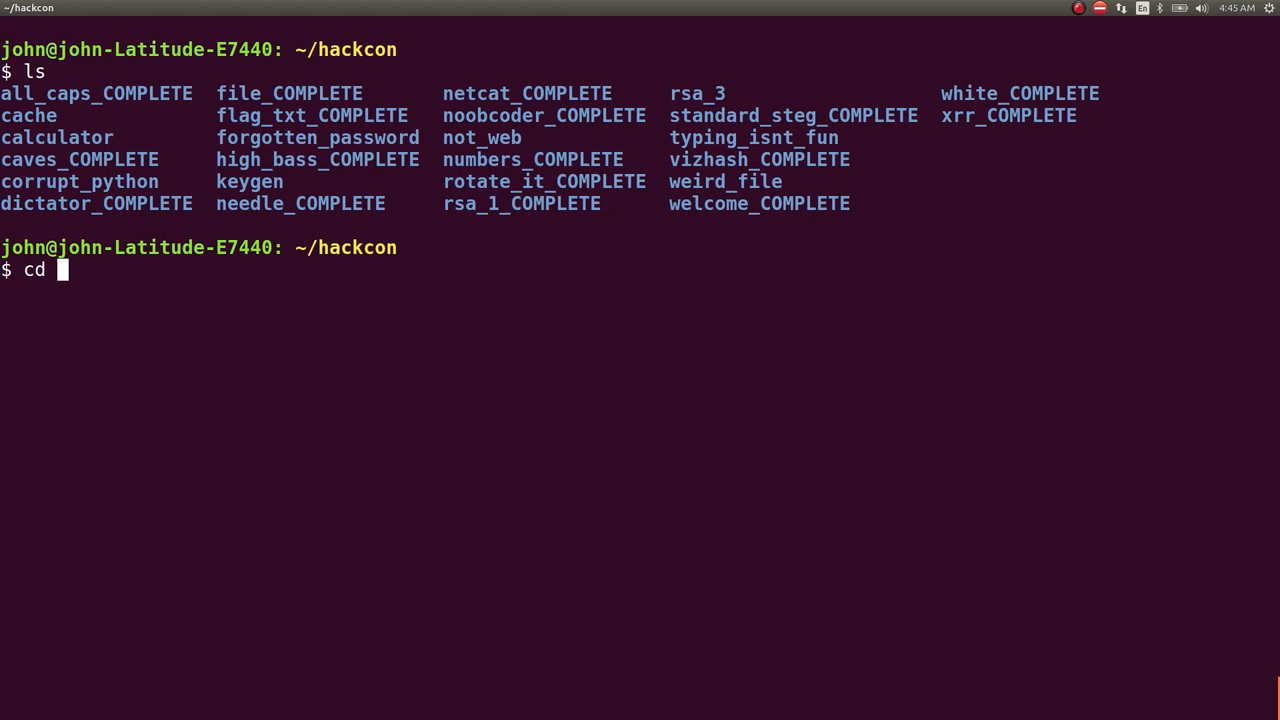 ~/hackcon En 4:45 AM
john@john-Latitude-E7440: ~/hackcon
$ ls
all_caps_COMPLETE file_COMPLETE netcat_COMPLETE rsa_3 white_COMPLETE
cache flag_txt_COMPLETE noobcoder_COMPLETE standard_steg_COMPLETE xrr_COMPLETE
calculator forgotten_password not_web typing_isnt_fun
caves_COMPLETE high_bass_COMPLETE numbers_COMPLETE vizhash_COMPLETE
corrupt_python keygen rotate_it_COMPLETE weird_file
dictator_COMPLETE needle_COMPLETE rsa_1_COMPLETE welcome_COMPLETE
john@john-Latitude-E7440: ~/hackcon
$ cd